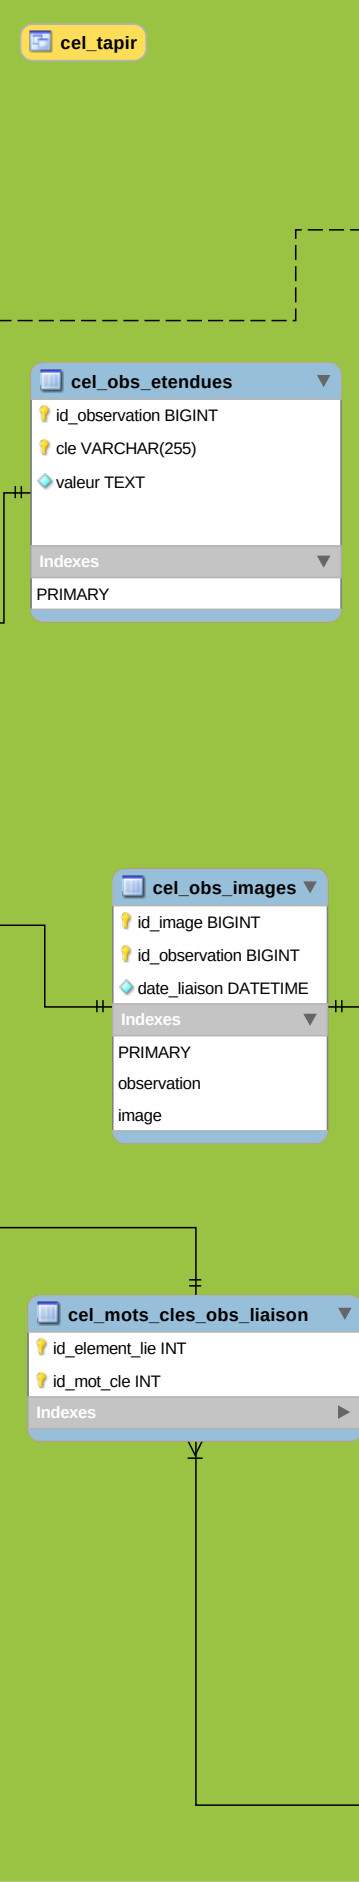 cel_tapir
cel_obs_etendues
id_observation BIGINT
cle VARCHAR(255)
valeur TEXT
Indexes
PRIMARY
cel_obs_images
id_image BIGINT
id_observation BIGINT
date_liaison DATETIME
Indexes
PRIMARY
observation
image
cel_mots_cles_obs_liaison
id_element_lie INT
id_mot_cle INT
Indexes